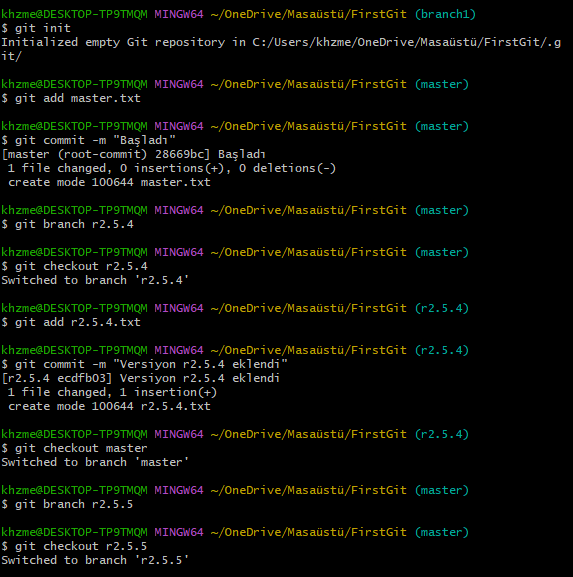 khzme@DESKTOP-TP9TMQM MINGW64 ~/OneDrive/Masaüstü/FirstGit (branch1)
$ git init
Initialized empty Git repository in C:/Users/khzme/OneDrive/Masaüstü/FirstGit/.g
it/
khzme@DESKTOP-TP9TMQM MINGW64 ~/OneDrive/Masaüstü/FirstGit (master)
$ git add master.txt
khzme@DESKTOP-TP9TMQM MINGW64 ~/OneDrive/Masaüstü/FirstGit (master)
$ git commit -m "Başladı"
[master (root-commit) 28669bc] Başladı
 1 file changed, 0 insertions(+), 0 deletions(-)
 create mode 100644 master.txt
khzme@DESKTOP-TP9TMQM MINGW64 ~/OneDrive/Masaüstü/FirstGit (master)
$ git branch r2.5.4
khzme@DESKTOP-TP9TMQM MINGW64 ~/OneDrive/Masaüstü/FirstGit (master)
$ git checkout r2.5.4
Switched to branch 'r2.5.4'
khzme@DESKTOP-TP9TMQM MINGW64 ~/OneDrive/Masaüstü/FirstGit (r2.5.4)
$ git add r2.5.4.txt
khzme@DESKTOP-TP9TMQM MINGW64 ~/OneDrive/Masaüstü/FirstGit (r2.5.4)
$ git commit -m "Versiyon r2.5.4 eklendi"
[r2.5.4 ecdfb03] Versiyon r2.5.4 eklendi
 1 file changed, 1 insertion(+)
 create mode 100644 r2.5.4.txt
khzme@DESKTOP-TP9TMQM MINGW64 ~/OneDrive/Masaüstü/FirstGit (r2.5.4)
$ git checkout master
Switched to branch 'master'
khzme@DESKTOP-TP9TMQM MINGW64 ~/OneDrive/Masaüstü/FirstGit (master)
$ git branch r2.5.5
khzme@DESKTOP-TP9TMQM MINGW64 ~/OneDrive/Masaüstü/FirstGit (master)
$ git checkout r2.5.5
Switched to branch 'r2.5.5'